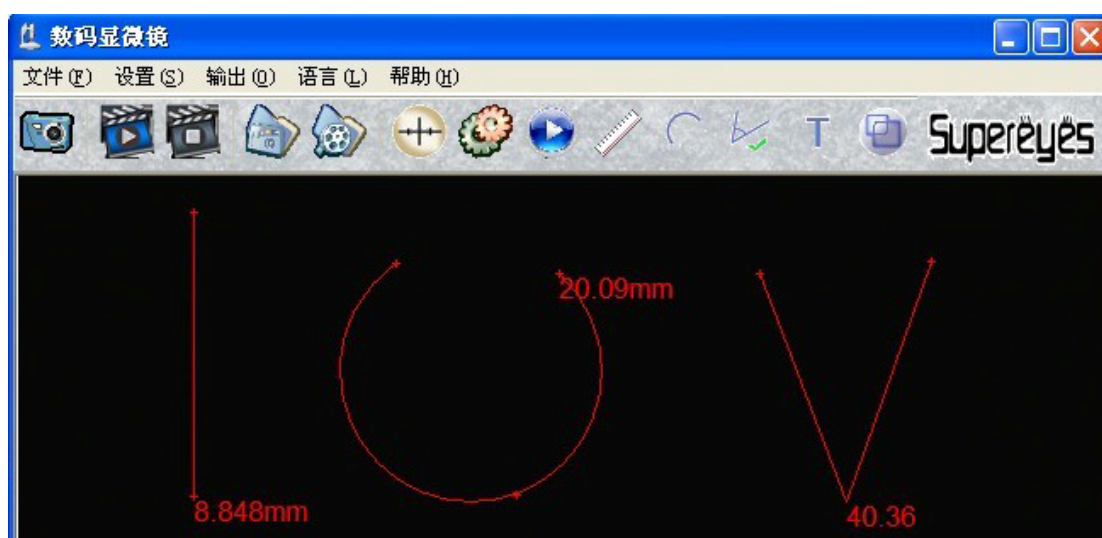 数码显微镜
文件(F) 设置(S) 输出(O) 语言(L) 帮助(H)
T Supereyes
20.09mm
8.848mm
40.36